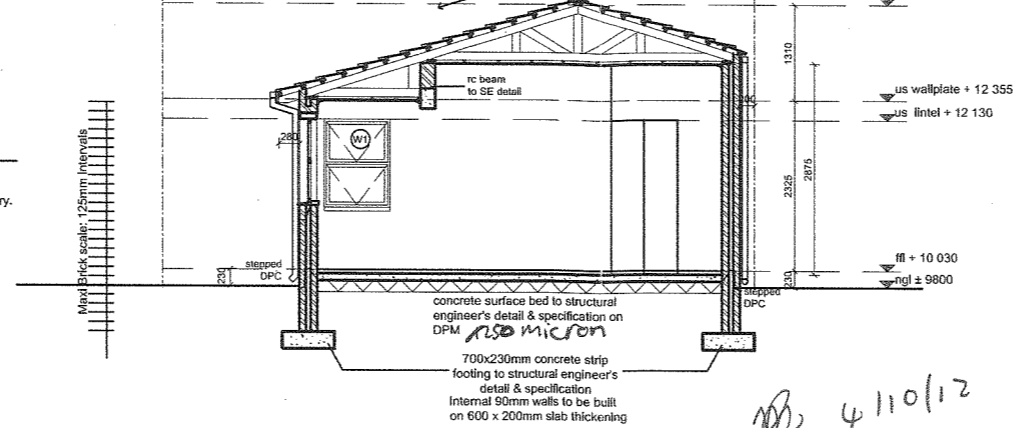 1310
rc beam
to SE detail
us wallplate + 12 355
us lintel + 12 130
280
W1
Maxi Brick scale: 125mm Intervals
ry.
2325
2875
stepped
DPC
230
ffl + 10 030
ngl ± 9800
230
stepped
DPC
concrete surface bed to structural
engineer's detail & specification on
DPM 250 micron
700x230mm concrete strip
footing to structural engineer's
detail & specification
Internal 90mm walls to be built
on 600 x 200mm slab thickening
4/10/12